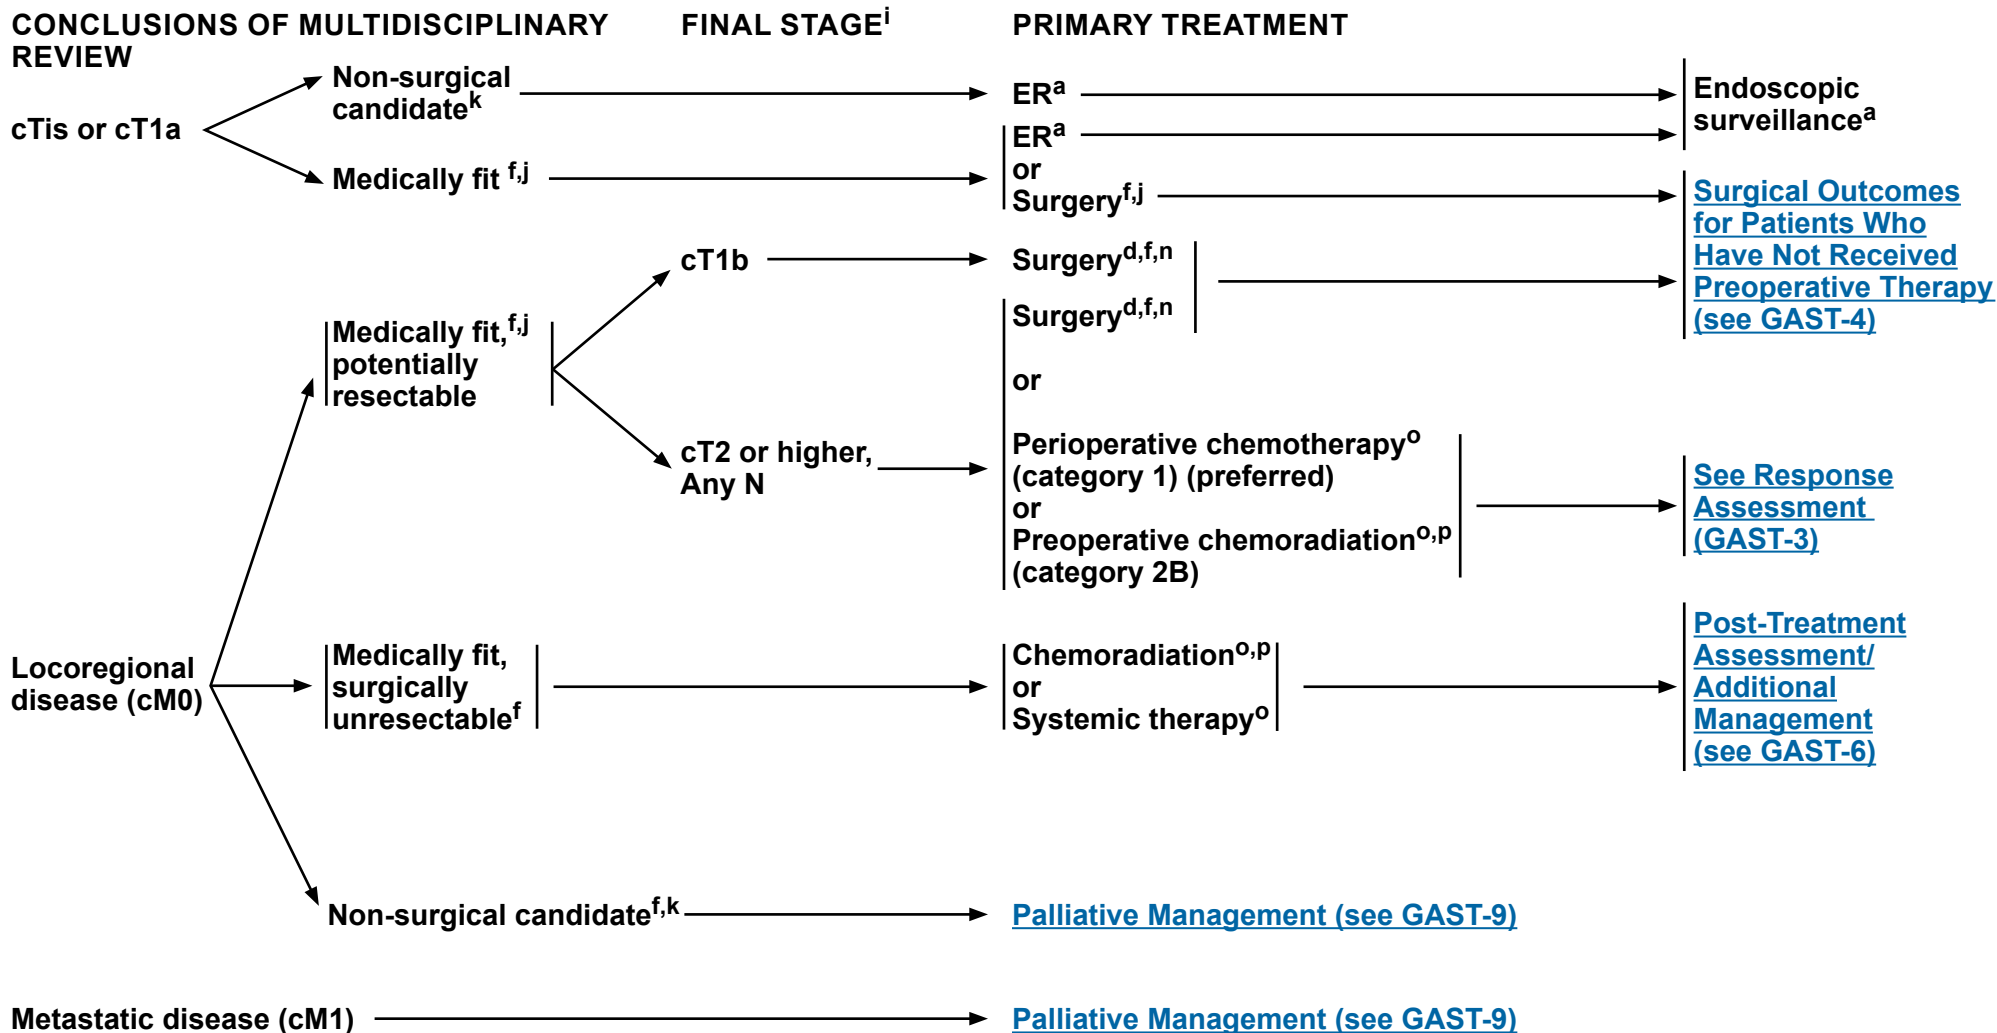 CONCLUSIONS OF MULTIDISCIPLINARY REVIEW
FINAL STAGEi
PRIMARY TREATMENT
cTis or cT1a
Non-surgical
candidatek
ERa
Endoscopic
surveillancea
Medically fit f,j
ERa
or
Surgeryf,j
Surgical Outcomes
for Patients Who
Have Not Received
Preoperative Therapy
(see GAST-4)
Locoregional
disease (cM0)
Medically fit,f,j
potentially
resectable
cT1b
Surgeryd,f,n
cT2 or higher,
Any N
Surgeryd,f,n
or
Perioperative chemotherapyo
(category 1) (preferred)
or
Preoperative chemoradiationo,p
(category 2B)
See Response
Assessment
(GAST-3)
Medically fit,
surgically
unresectablef
Chemoradiationo,p
or
Systemic therapyo
Post-Treatment
Assessment/
Additional
Management
(see GAST-6)
Non-surgical candidatef,k
Palliative Management (see GAST-9)
Metastatic disease (cM1)
Palliative Management (see GAST-9)